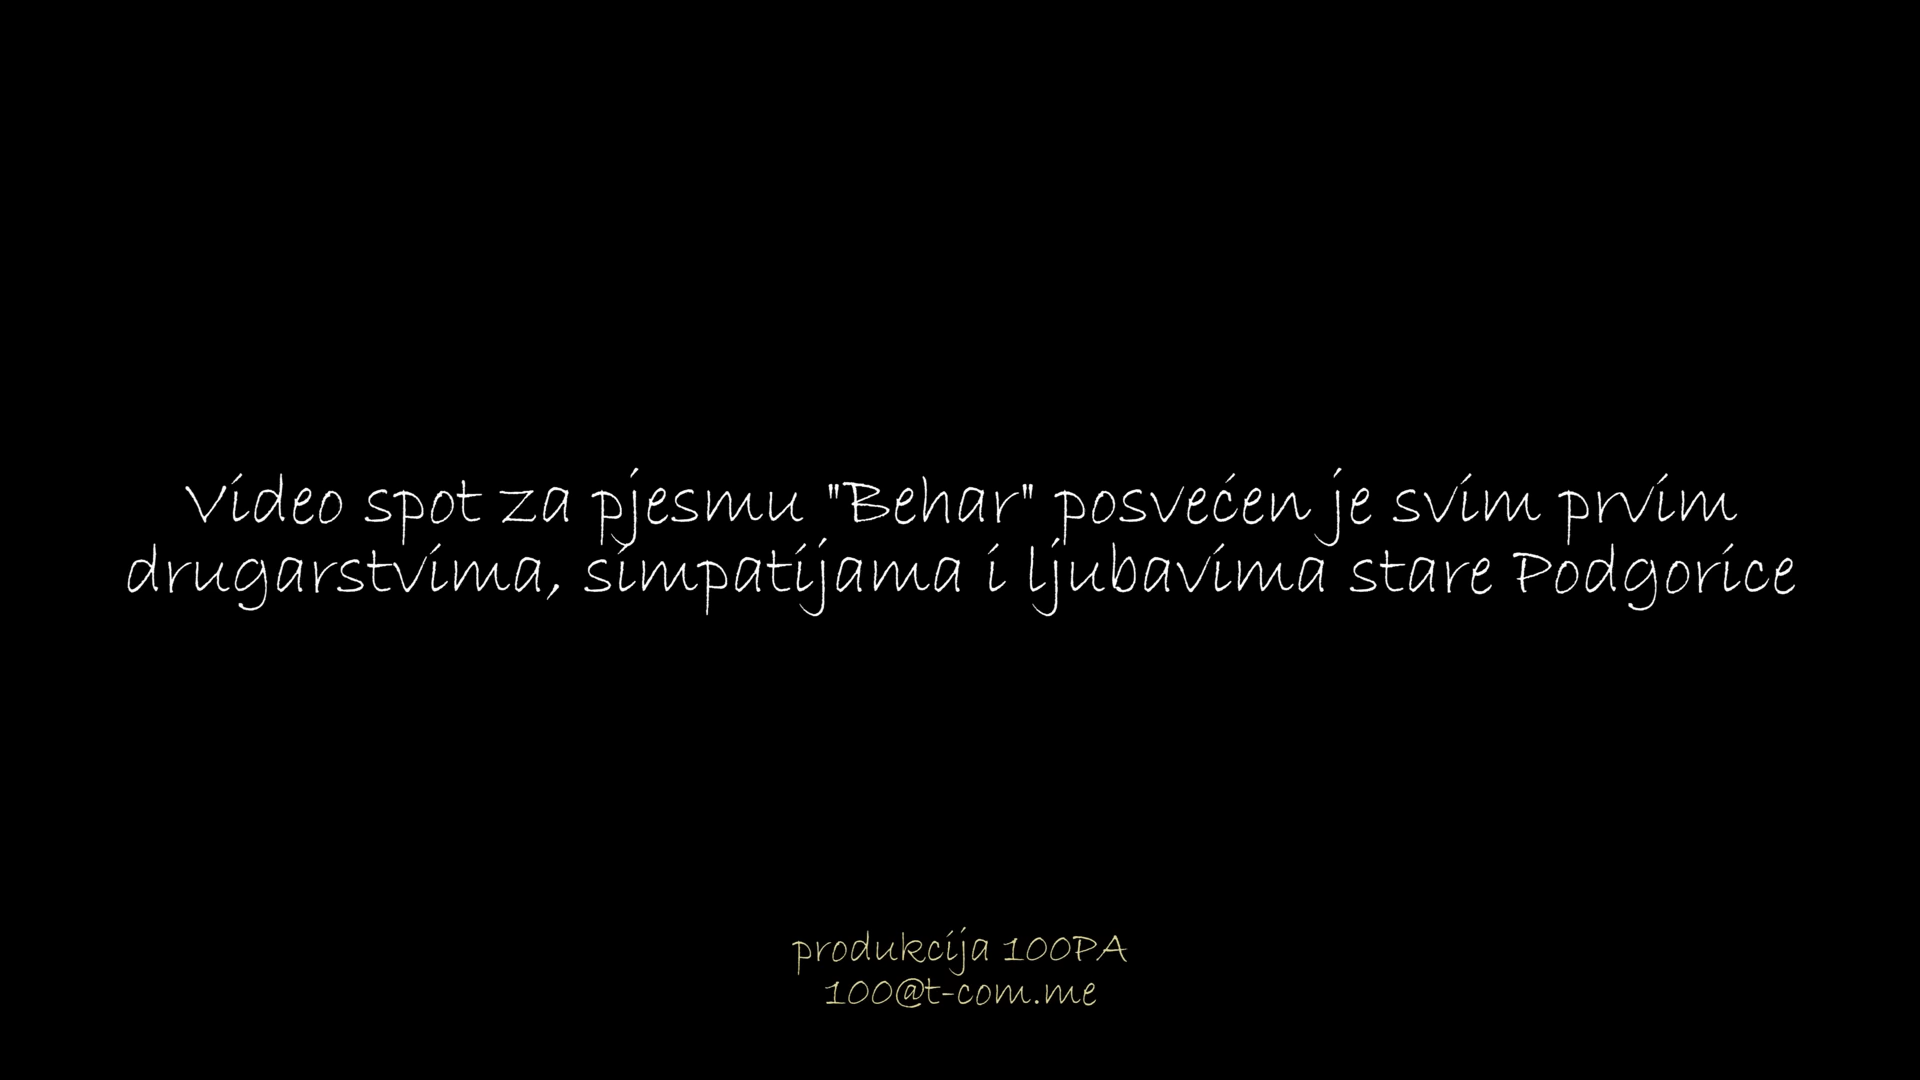 Video spot za pjesmu "Behar" posvećen je svim prvim
drugarstvima, simpatijama i ljubavima stare Podgorice
produkcija 100PA
100@t-com.me